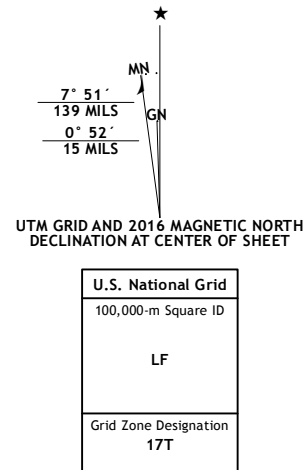 ★
MN
7° 51´
139 MILS
GN
0° 52´
15 MILS
UTM GRID AND 2016 MAGNETIC NORTH
DECLINATION AT CENTER OF SHEET
U.S. National Grid
100,000-m Square ID
LF
Grid Zone Designation
17T